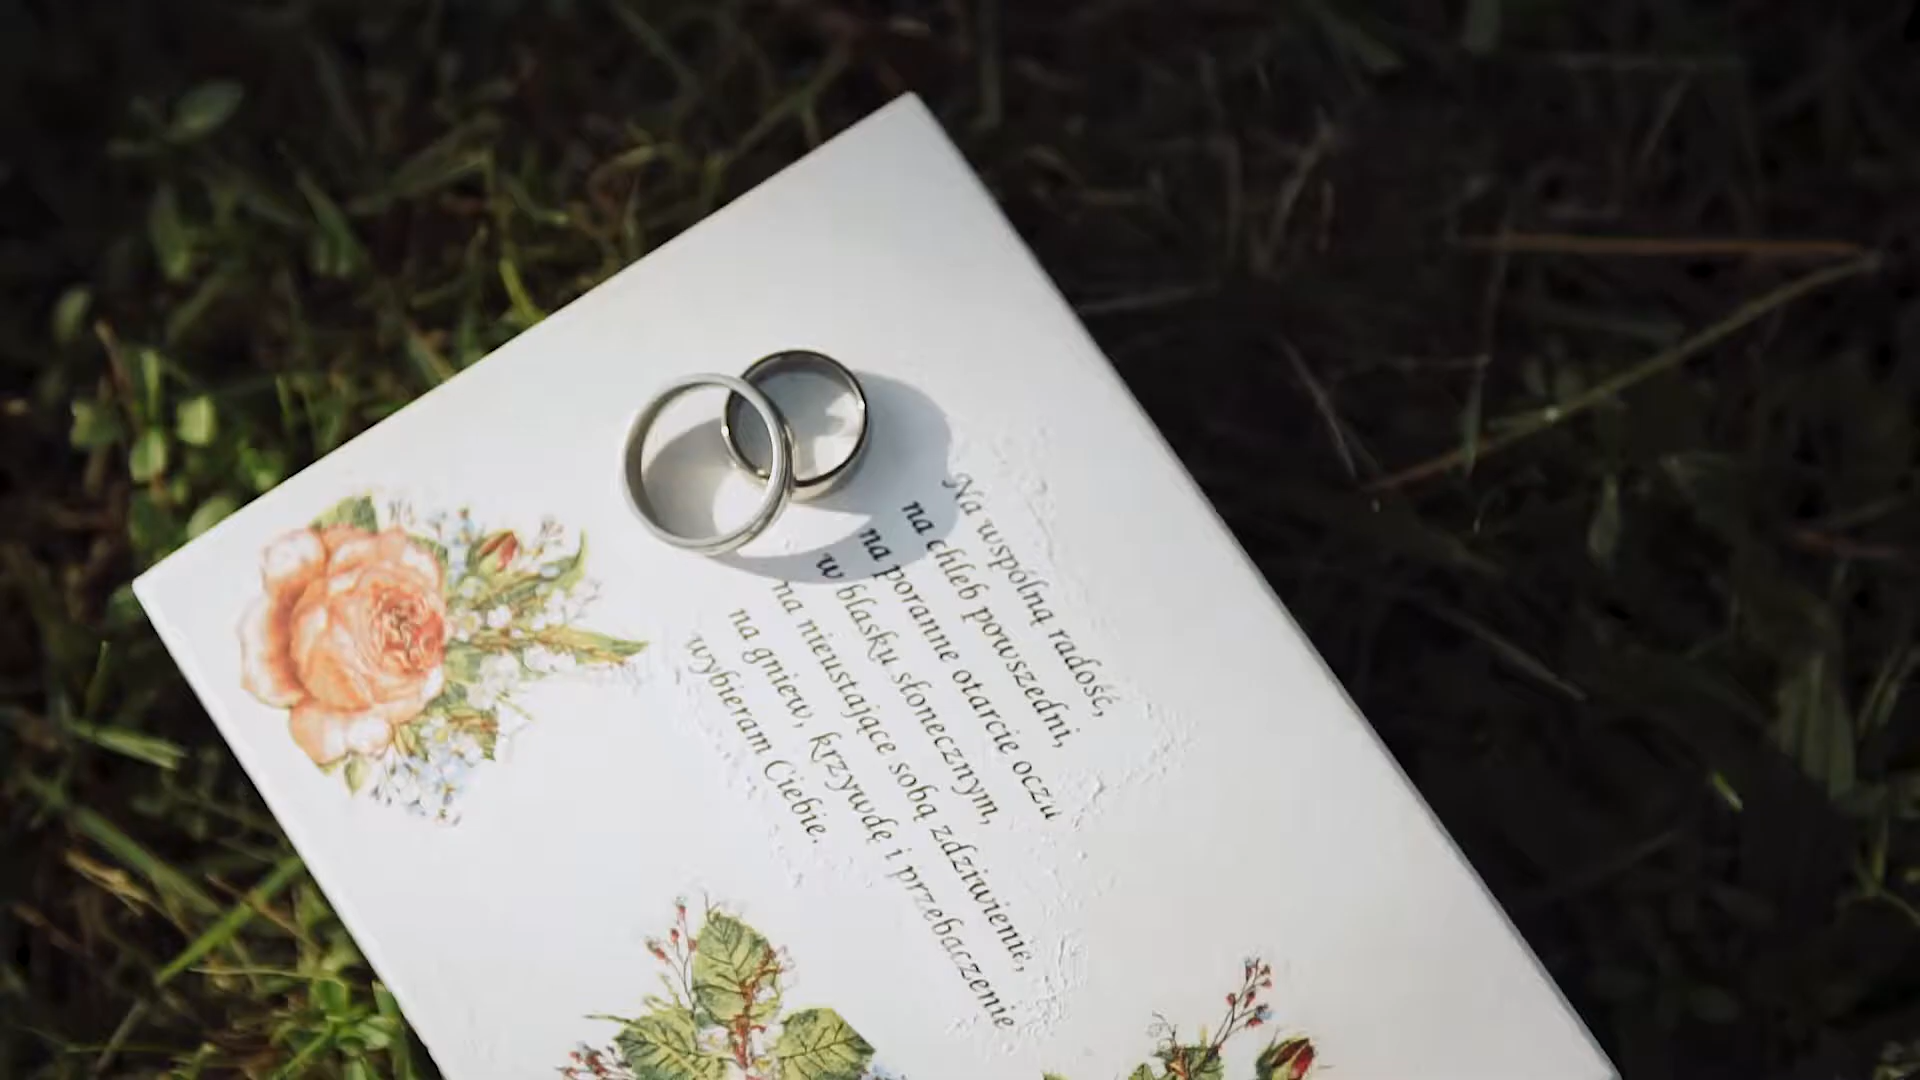 Na wspólną radość,
na chleb powszedni,
na poranne otarcie oczu
w blasku słonecznym,
na nieustające sobą zdziwienie,
na gniew, krzywdę i przebaczenie
wybieram Ciebie.